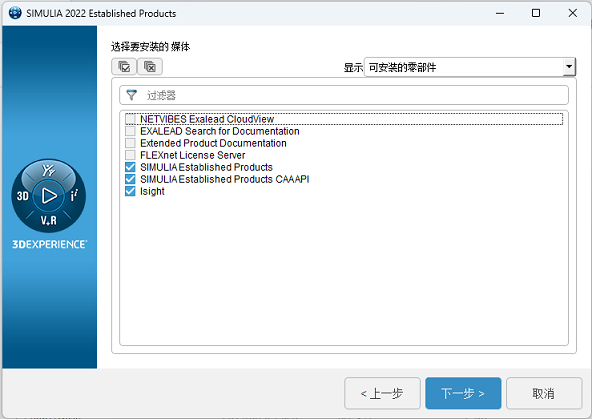 SIMULIA 2022 Established Products
选择要安装的 媒体
显示 可安装的零部件
过滤器
NETVIBES Exalead CloudView
EXALEAD Search for Documentation
Extended Product Documentation
FLEXnet License Server
SIMULIA Established Products
SIMULIA Established Products CAAAPI
Isight
3D
V.R
3DEXPERIENCE
< 上一步
下一步 >
取消